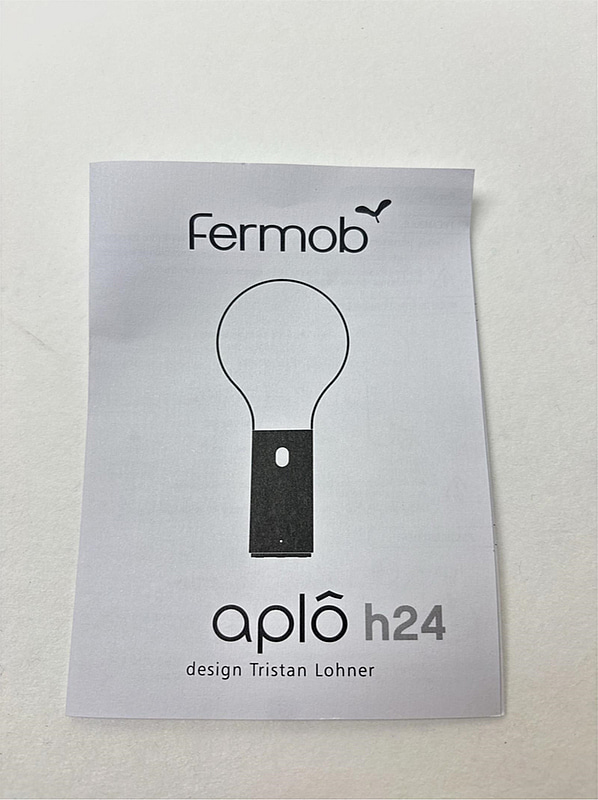 fermob
aplô h24
design Tristan Lohner